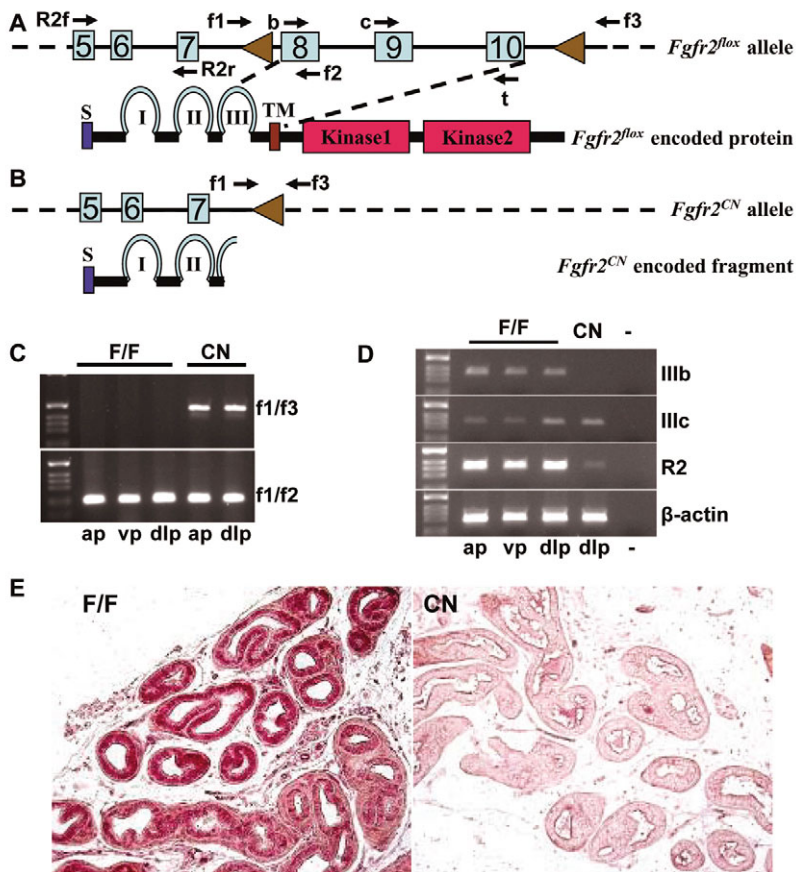 A R2f f1 b c f3
5 6 7 8 9 10 Fgfr2flox allele
R2r f2 t
S I II III TM Kinase1 Kinase2 Fgfr2flox encoded protein
B f1 f3
5 6 7 Fgfr2CN allele
S I II Fgfr2CN encoded fragment
C F/F CN
f1/f3
f1/f2
ap vp dlp ap dlp
D F/F CN -
IIIb
IIIc
R2
β-actin
ap vp dlp dlp -
E F/F CN